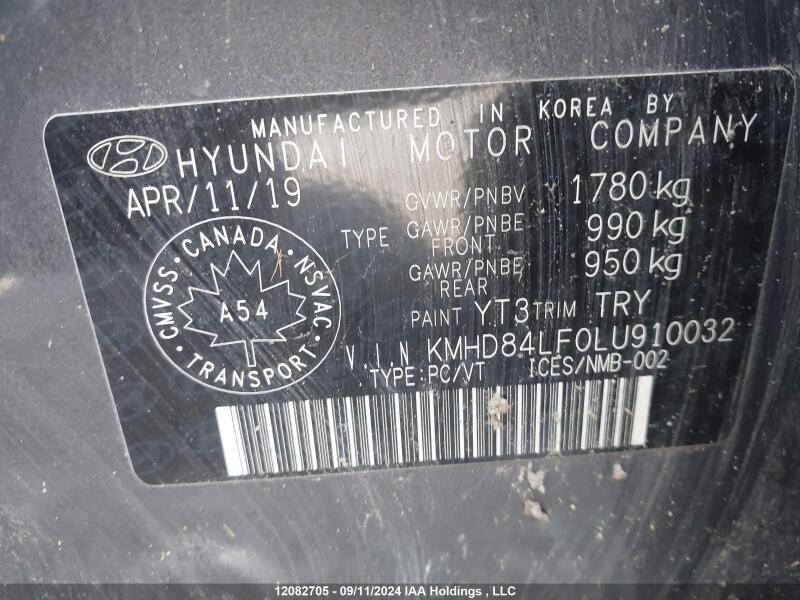 MANUFACTURED IN KOREA BY
HYUNDAI MOTOR COMPANY
APR/11/19
GVWR/PNBV 1780 kg
TYPE GAWR/PNBE FRONT 990 kg
GAWR/PNBE REAR 950 kg
PAINT YT3 TRIM TRY
CMVSS · CANADA · NSVAC · TRANSPORT
A54
V.I.N KMHD84LF0LU910032
TYPE:PC/VT ICES/NMB-002
12082705 - 09/11/2024 IAA Holdings , LLC